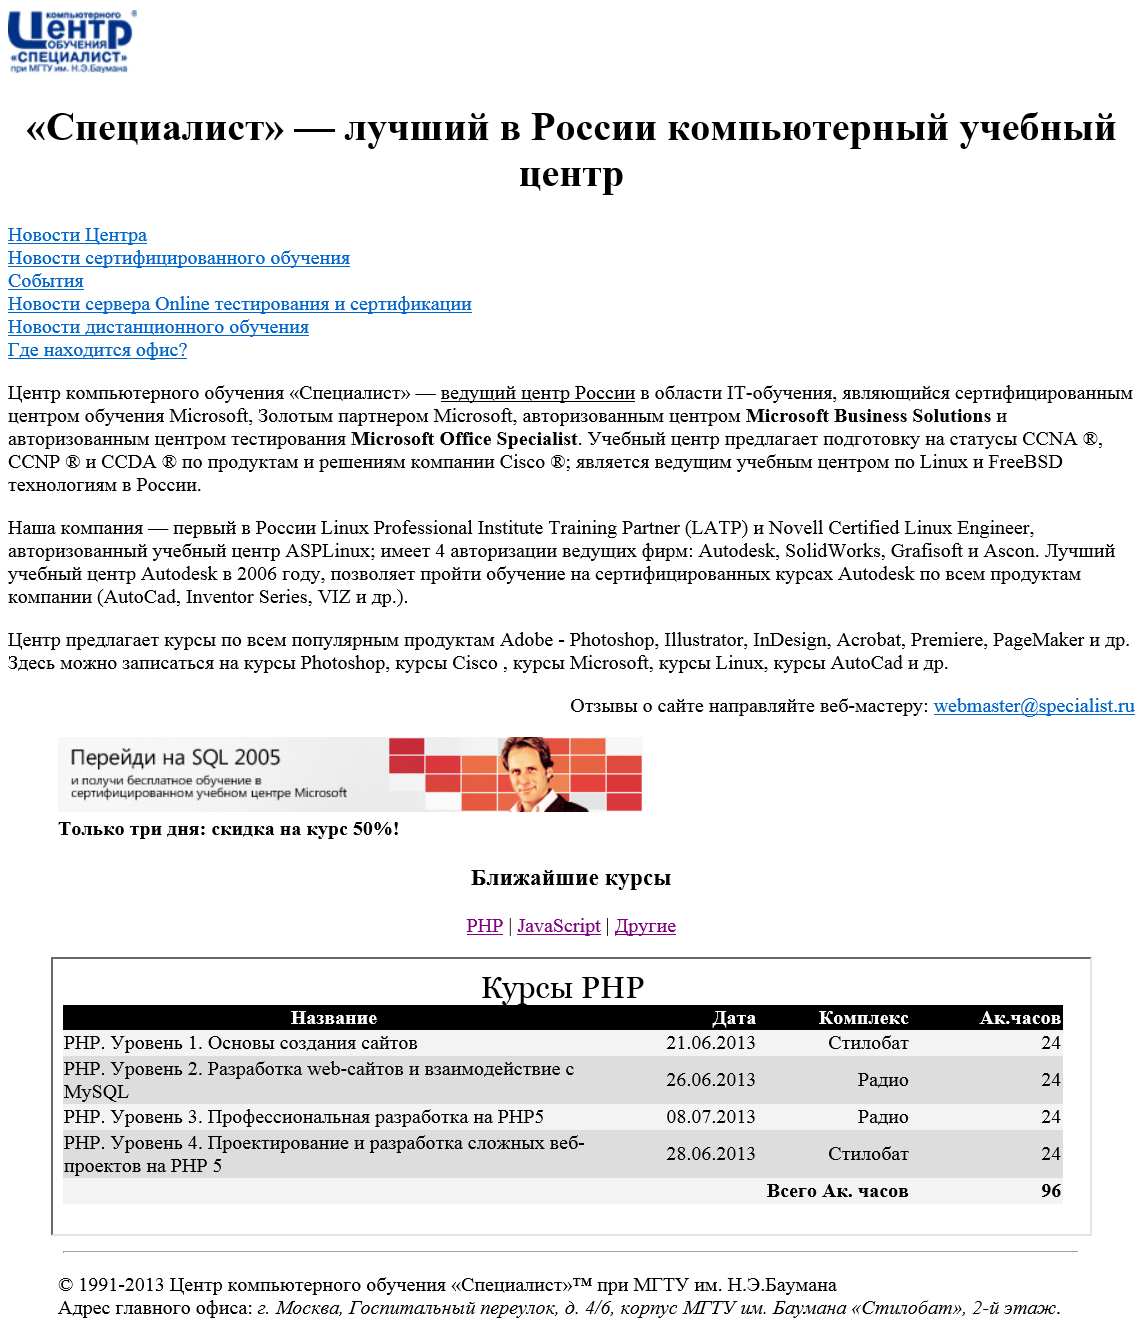 компьютерного
Центр®
ОБУЧЕНИЯ
«СПЕЦИАЛИСТ»
при МГТУ им. Н.Э.Баумана
«Специалист» — лучший в России компьютерный учебный
центр
Новости Центра
Новости сертифицированного обучения
События
Новости сервера Online тестирования и сертификации
Новости дистанционного обучения
Где находится офис?
Центр компьютерного обучения «Специалист» — ведущий центр России в области IT-обучения, являющийся сертифицированным
центром обучения Microsoft, Золотым партнером Microsoft, авторизованным центром Microsoft Business Solutions и
авторизованным центром тестирования Microsoft Office Specialist. Учебный центр предлагает подготовку на статусы CCNA ®,
CCNP ® и CCDA ® по продуктам и решениям компании Cisco ®; является ведущим учебным центром по Linux и FreeBSD
технологиям в России.
Наша компания — первый в России Linux Professional Institute Training Partner (LATP) и Novell Certified Linux Engineer,
авторизованный учебный центр ASPLinux; имеет 4 авторизации ведущих фирм: Autodesk, SolidWorks, Grafisoft и Ascon. Лучший
учебный центр Autodesk в 2006 году, позволяет пройти обучение на сертифицированных курсах Autodesk по всем продуктам
компании (AutoCad, Inventor Series, VIZ и др.).
Центр предлагает курсы по всем популярным продуктам Adobe - Photoshop, Illustrator, InDesign, Acrobat, Premiere, PageMaker и др.
Здесь можно записаться на курсы Photoshop, курсы Cisco , курсы Microsoft, курсы Linux, курсы AutoCad и др.
Отзывы о сайте направляйте веб-мастеру: webmaster@specialist.ru
Перейди на SQL 2005
и получи бесплатное обучение в
сертифицированном учебном центре Microsoft
Только три дня: скидка на курс 50%!
Ближайшие курсы
PHP | JavaScript | Другие
Курсы PHP
Название Дата Комплекс Ак.часов
PHP. Уровень 1. Основы создания сайтов 21.06.2013 Стилобат 24
PHP. Уровень 2. Разработка web-сайтов и взаимодействие с
MySQL 26.06.2013 Радио 24
PHP. Уровень 3. Профессиональная разработка на PHP5 08.07.2013 Радио 24
PHP. Уровень 4. Проектирование и разработка сложных веб-
проектов на PHP 5 28.06.2013 Стилобат 24
Всего Ак. часов 96
© 1991-2013 Центр компьютерного обучения «Специалист»™ при МГТУ им. Н.Э.Баумана
Адрес главного офиса: г. Москва, Госпитальный переулок, д. 4/6, корпус МГТУ им. Баумана «Стилобат», 2-й этаж.